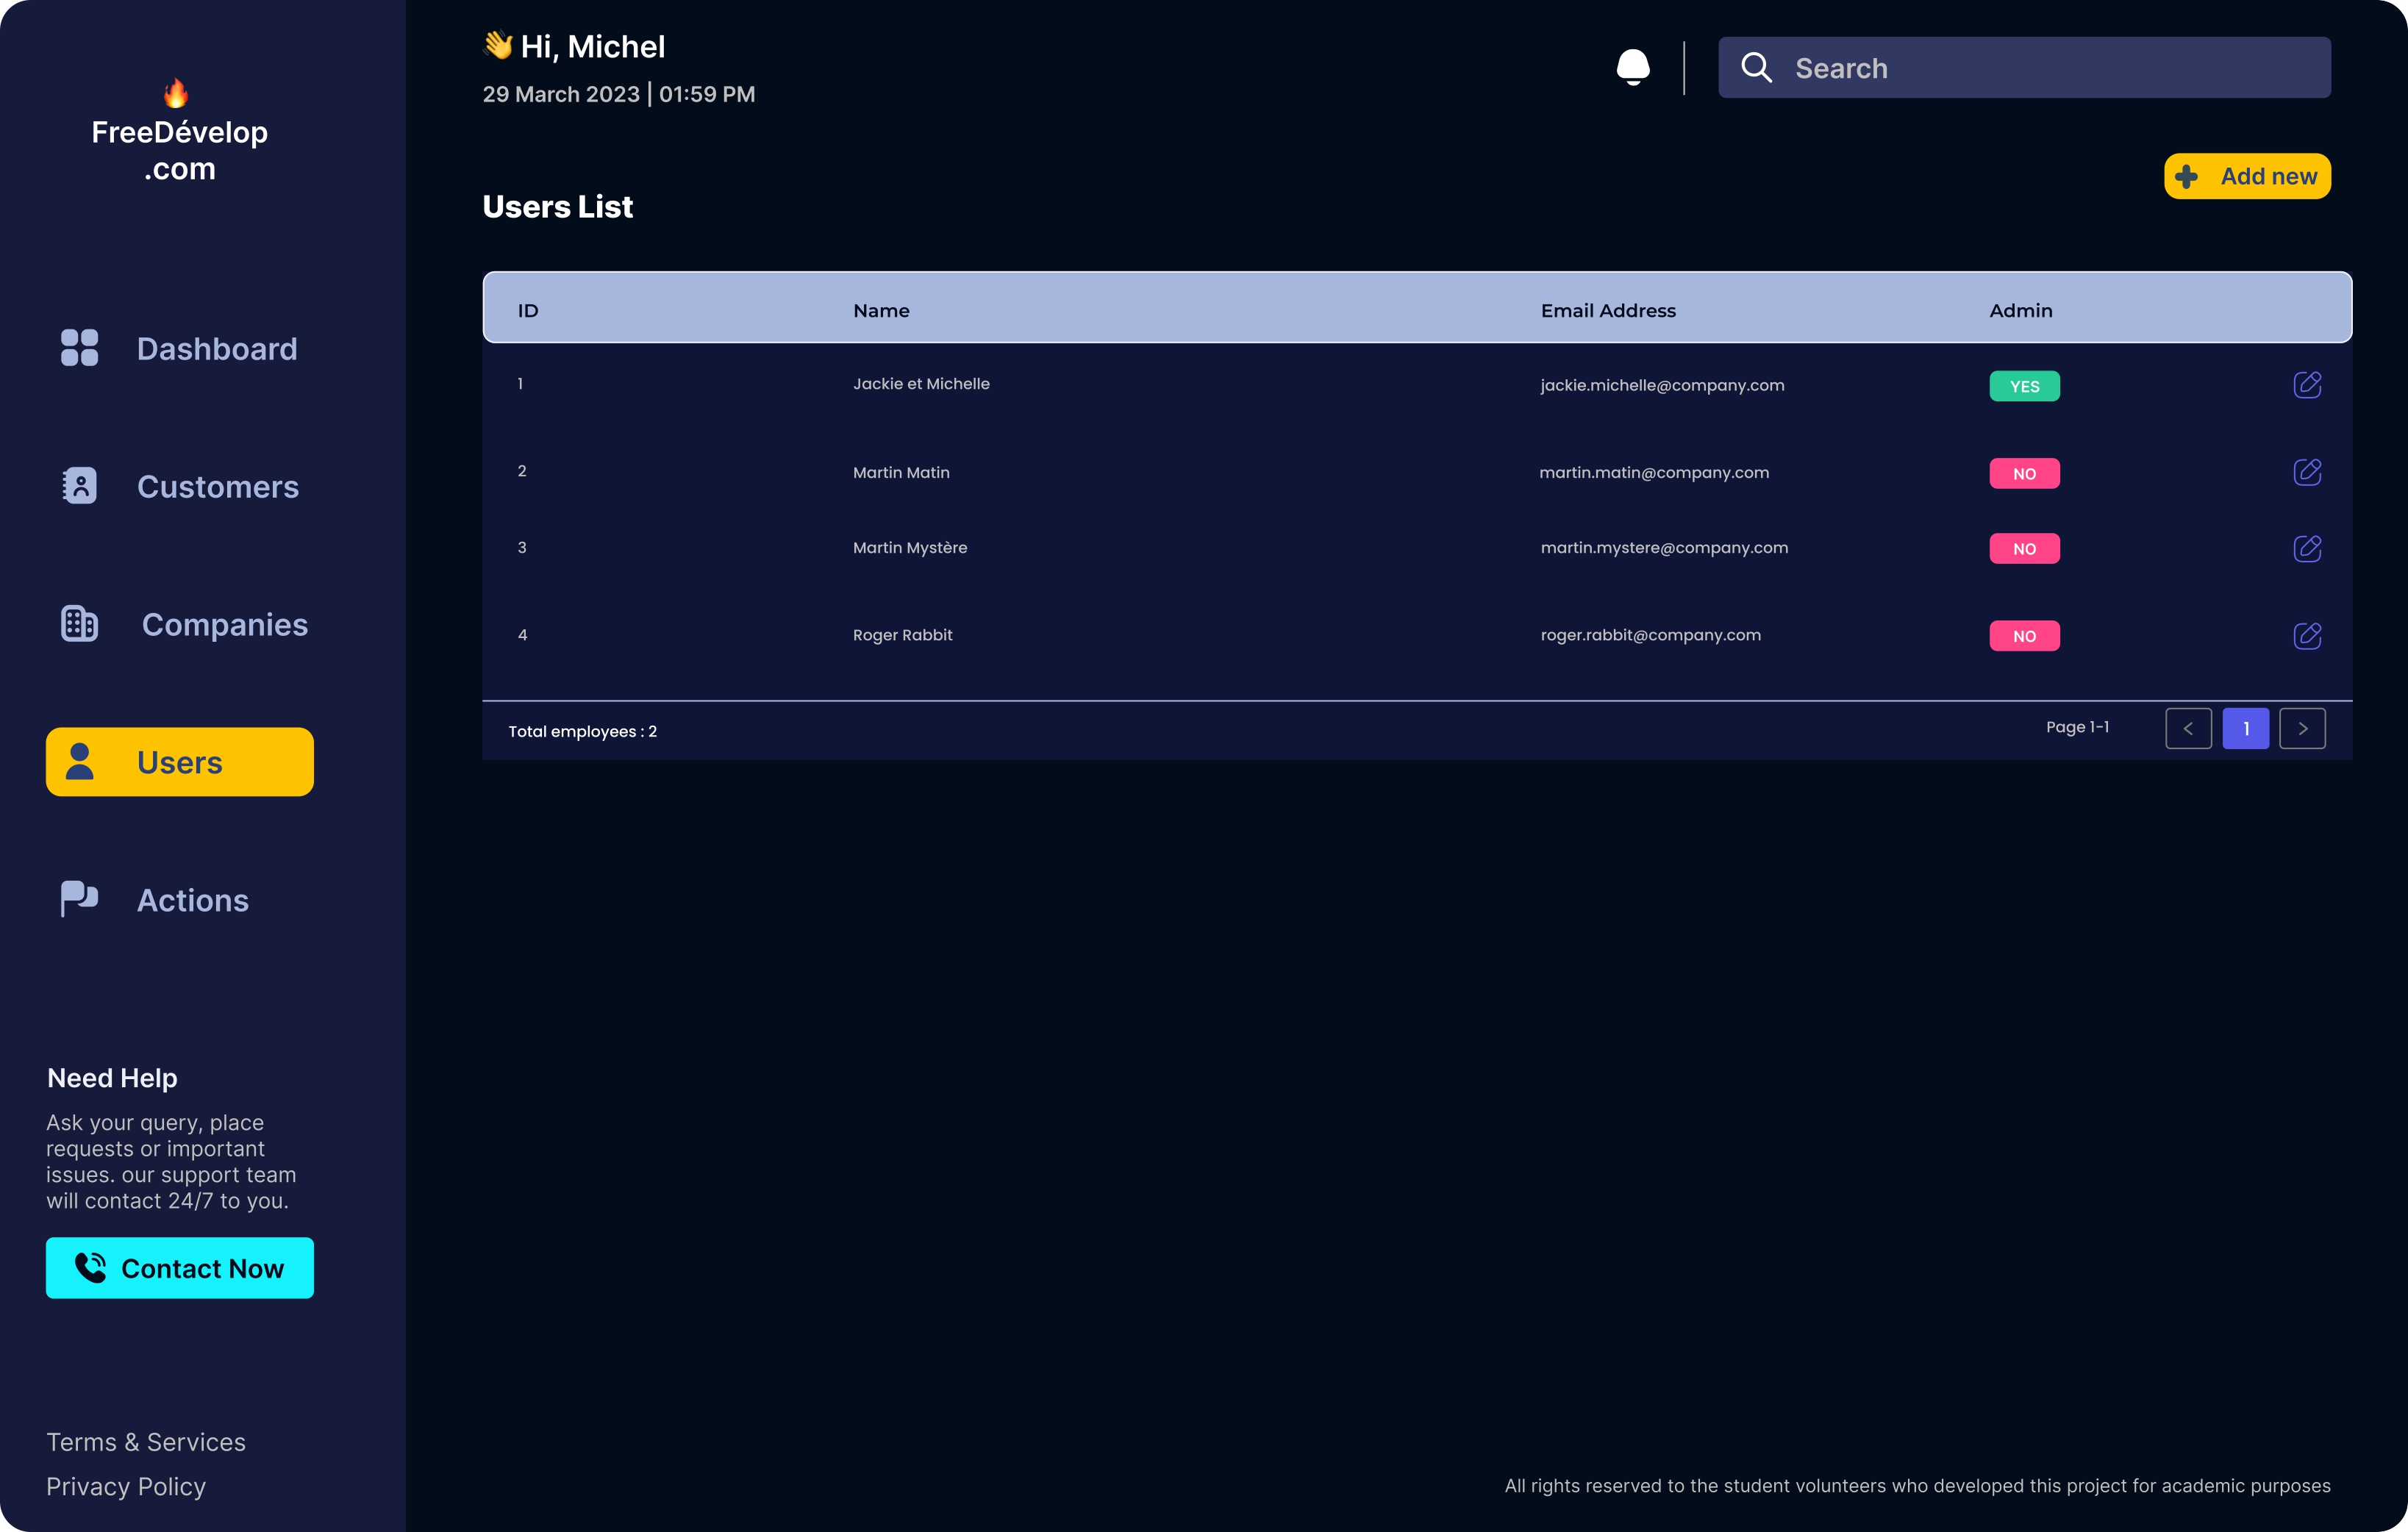 FreeDévelop
.com
Dashboard
Customers
Companies
Users
Actions
Need Help
Ask your query, place
requests or important
issues. our support team
will contact 24/7 to you.
Contact Now
Terms & Services
Privacy Policy
👋 Hi, Michel
29 March 2023 | 01:59 PM
Search
Add new
Users List
ID Name Email Address Admin
1 Jackie et Michelle jackie.michelle@company.com YES
2 Martin Matin martin.matin@company.com NO
3 Martin Mystère martin.mystere@company.com NO
4 Roger Rabbit roger.rabbit@company.com NO
Total employees : 2 Page 1-1 < 1 >
All rights reserved to the student volunteers who developed this project for academic purposes